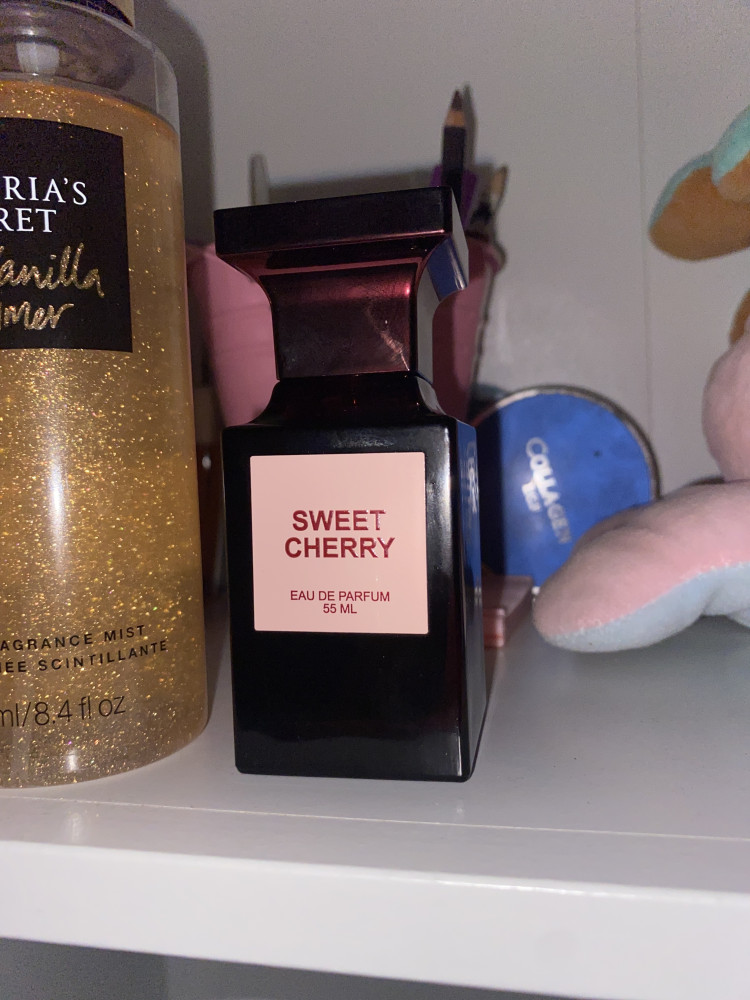 RIA'S
RET
Vanilla
mer
AGRANCE MIST
ÉE SCINTILLANTE
ml/8.4 fl oz
SWEET
CHERRY
EAU DE PARFUM
55 ML
COLLAGEN